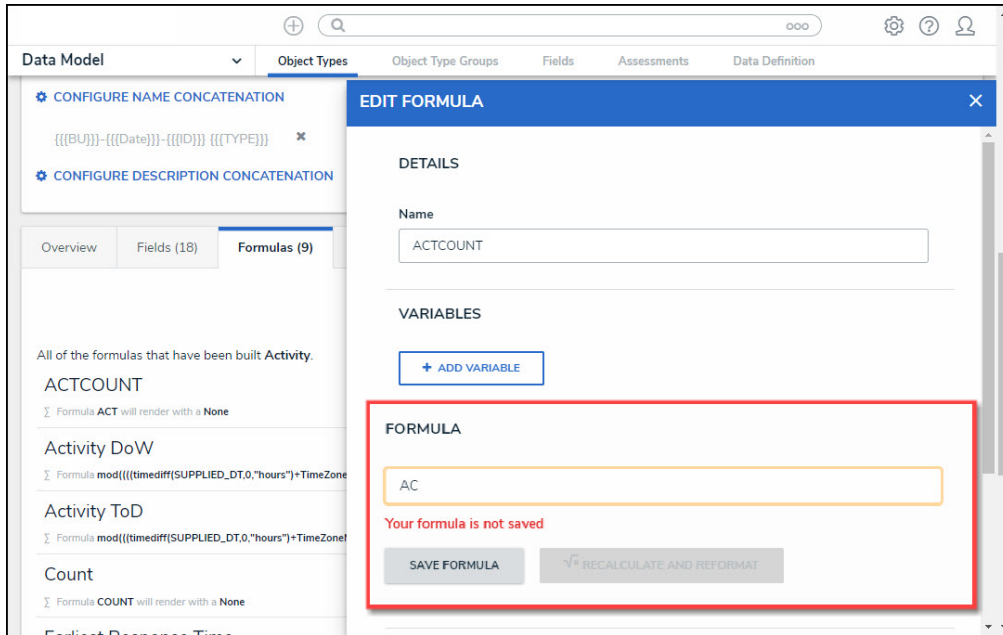 ooo
Data Model
Object Types
Object Type Groups
Fields
Assessments
Data Definition
CONFIGURE NAME CONCATENATION
{{{BU}}}-{{{Date}}}-{{{ID}}} {{{TYPE}}}
CONFIGURE DESCRIPTION CONCATENATION
Overview
Fields (18)
Formulas (9)
All of the formulas that have been built Activity.
ACTCOUNT
∑ Formula ACT will render with a None
Activity DoW
∑ Formula mod((((timediff(SUPPLIED_DT,0,"hours")+TimeZone
Activity ToD
∑ Formula mod(((timediff(SUPPLIED_DT,0,"hours")+TimeZone
Count
∑ Formula COUNT will render with a None
Earliest Response Time
EDIT FORMULA
DETAILS
Name
ACTCOUNT
VARIABLES
+ ADD VARIABLE
FORMULA
AC
Your formula is not saved
SAVE FORMULA
RECALCULATE AND REFORMAT